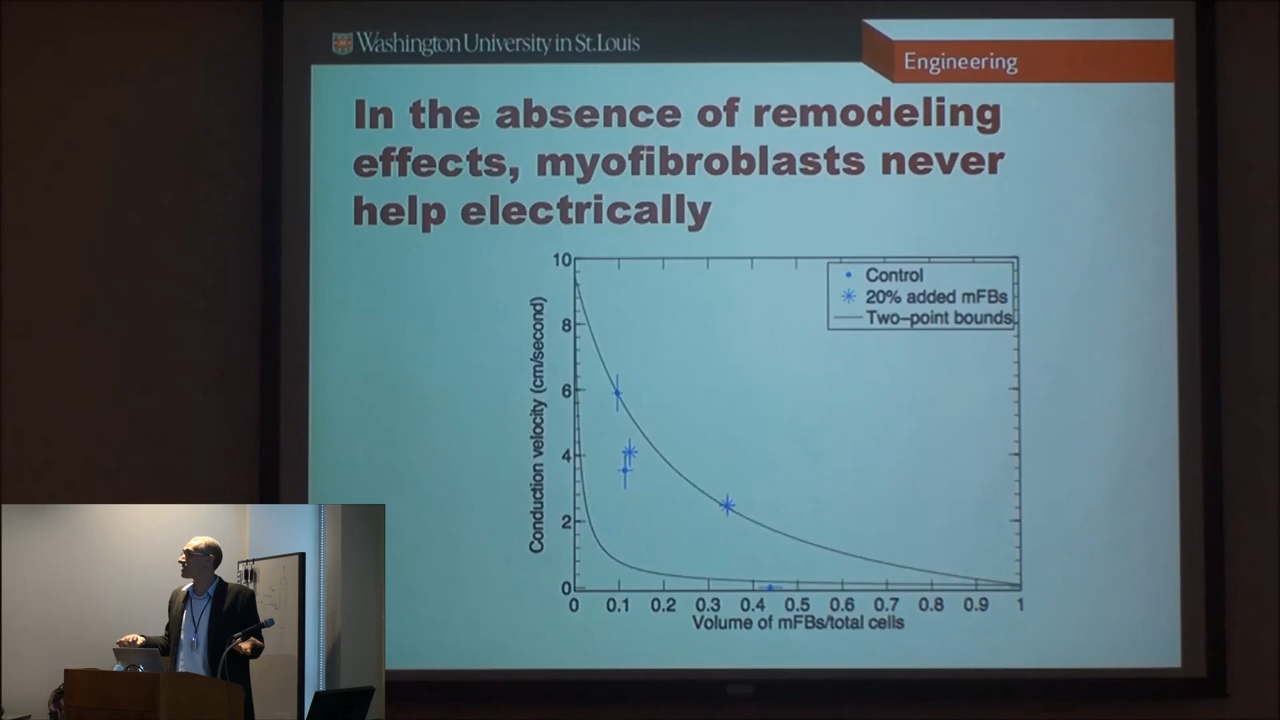 Washington University in St. Louis
Engineering
In the absence of remodeling
effects, myofibroblasts never
help electrically
10
8
6
4
2
0
Conduction velocity (cm/second)
Control
20% added mFBs
Two-point bounds
0 0.1 0.2 0.3 0.4 0.5 0.6 0.7 0.8 0.9 1
Volume of mFBs/total cells